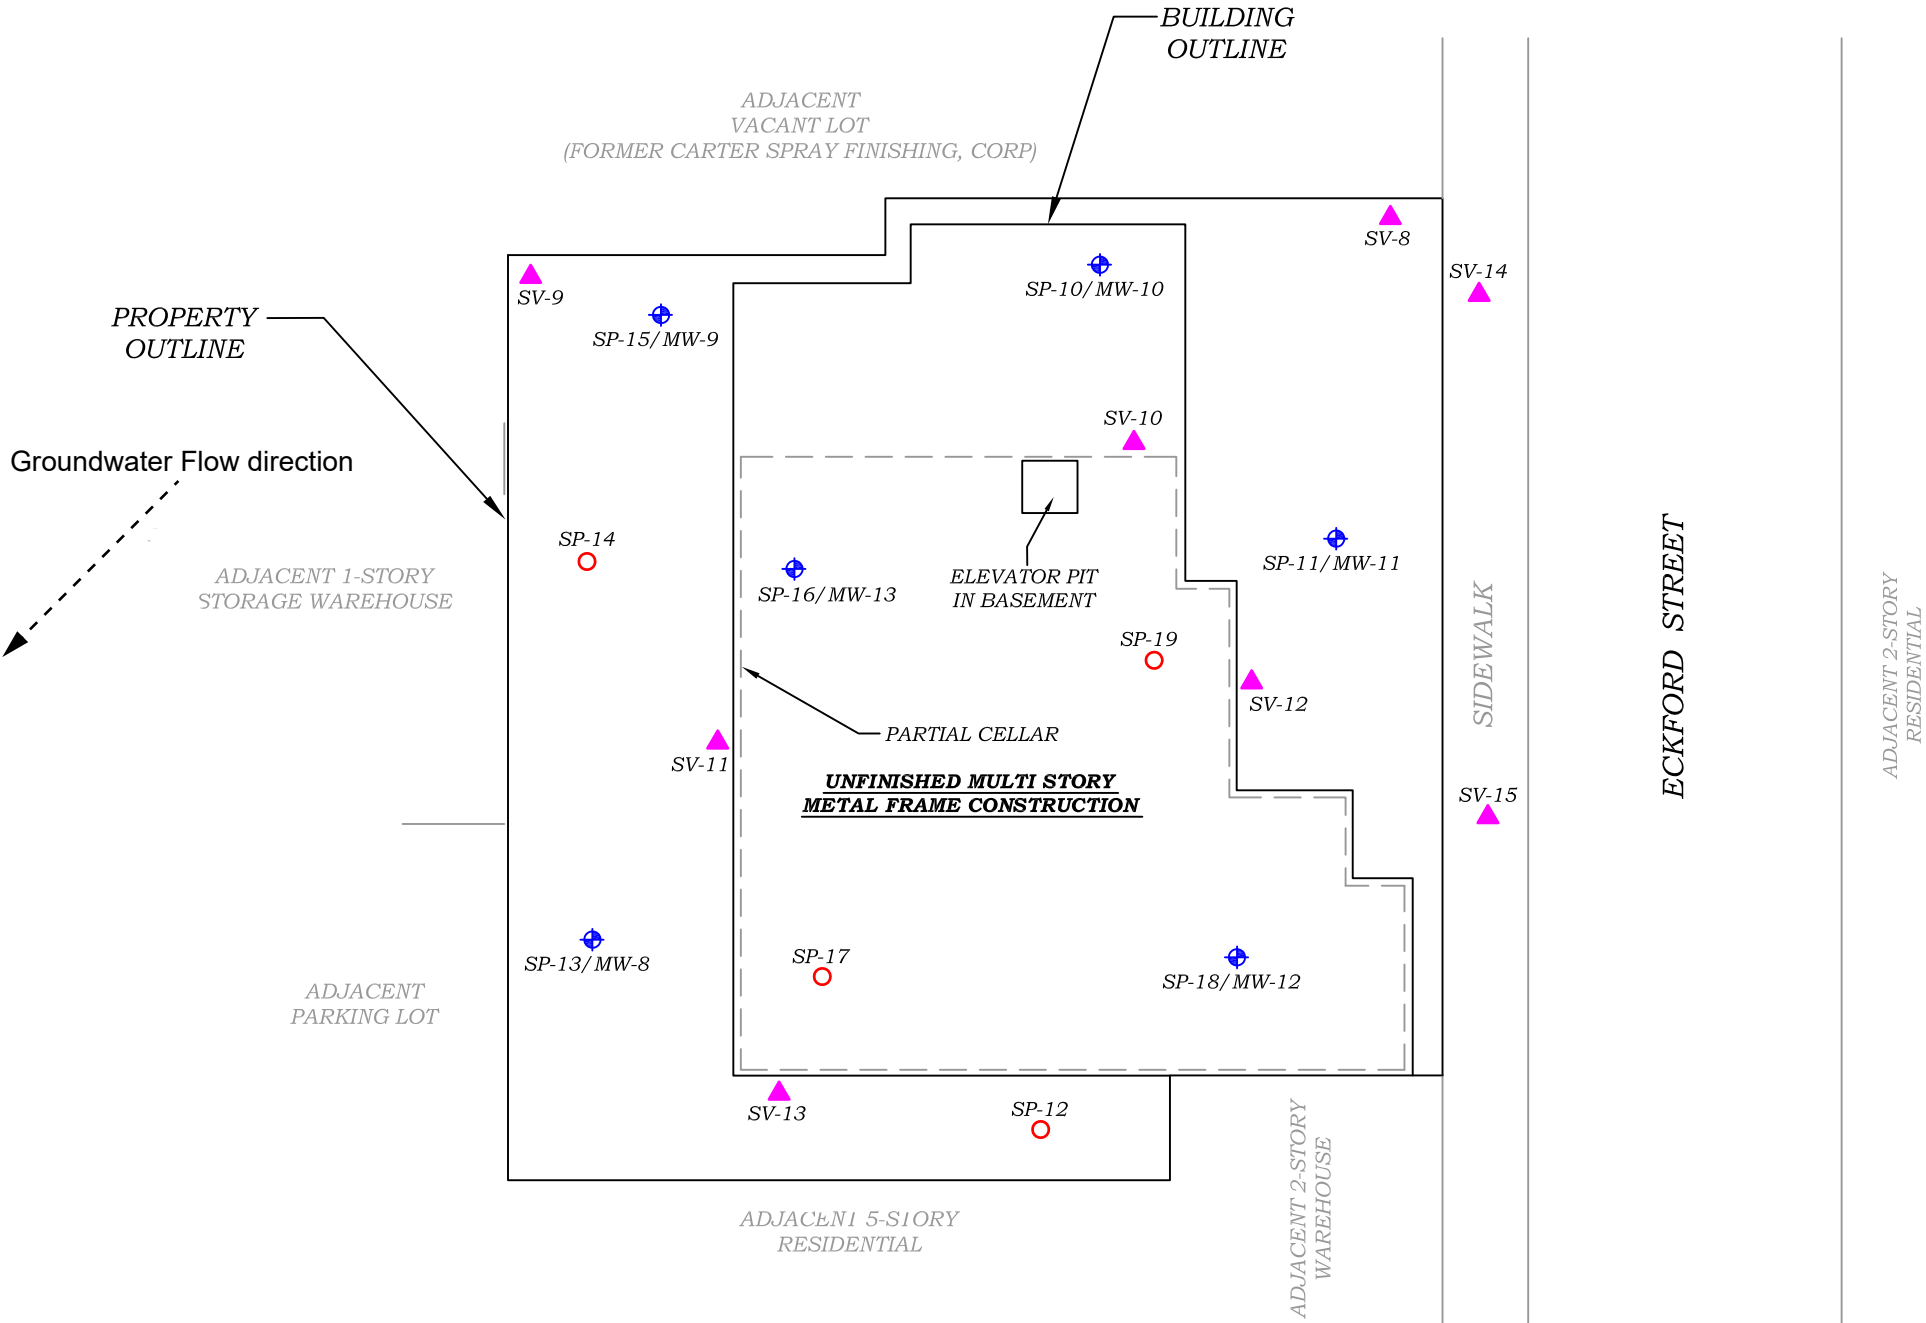 BUILDING
OUTLINE
ADJACENT
VACANT LOT
(FORMER CARTER SPRAY FINISHING, CORP)
SV-8
SV-14
SV-9
SP-10/MW-10
PROPERTY
OUTLINE
SP-15/MW-9
SV-10
Groundwater Flow direction
SP-14
ADJACENT 1-STORY
STORAGE WAREHOUSE
SP-16/MW-13
ELEVATOR PIT
IN BASEMENT
SP-11/MW-11
SP-19
SIDEWALK
ECKFORD STREET
ADJACENT 2-STORY
RESIDENTIAL
SV-12
PARTIAL CELLAR
SV-11
UNFINISHED MULTI STORY
METAL FRAME CONSTRUCTION
SV-15
SP-13/MW-8
SP-17
SP-18/MW-12
ADJACENT
PARKING LOT
SV-13
SP-12
ADJACENT 2-STORY
WAREHOUSE
ADJACENT 5-STORY
RESIDENTIAL